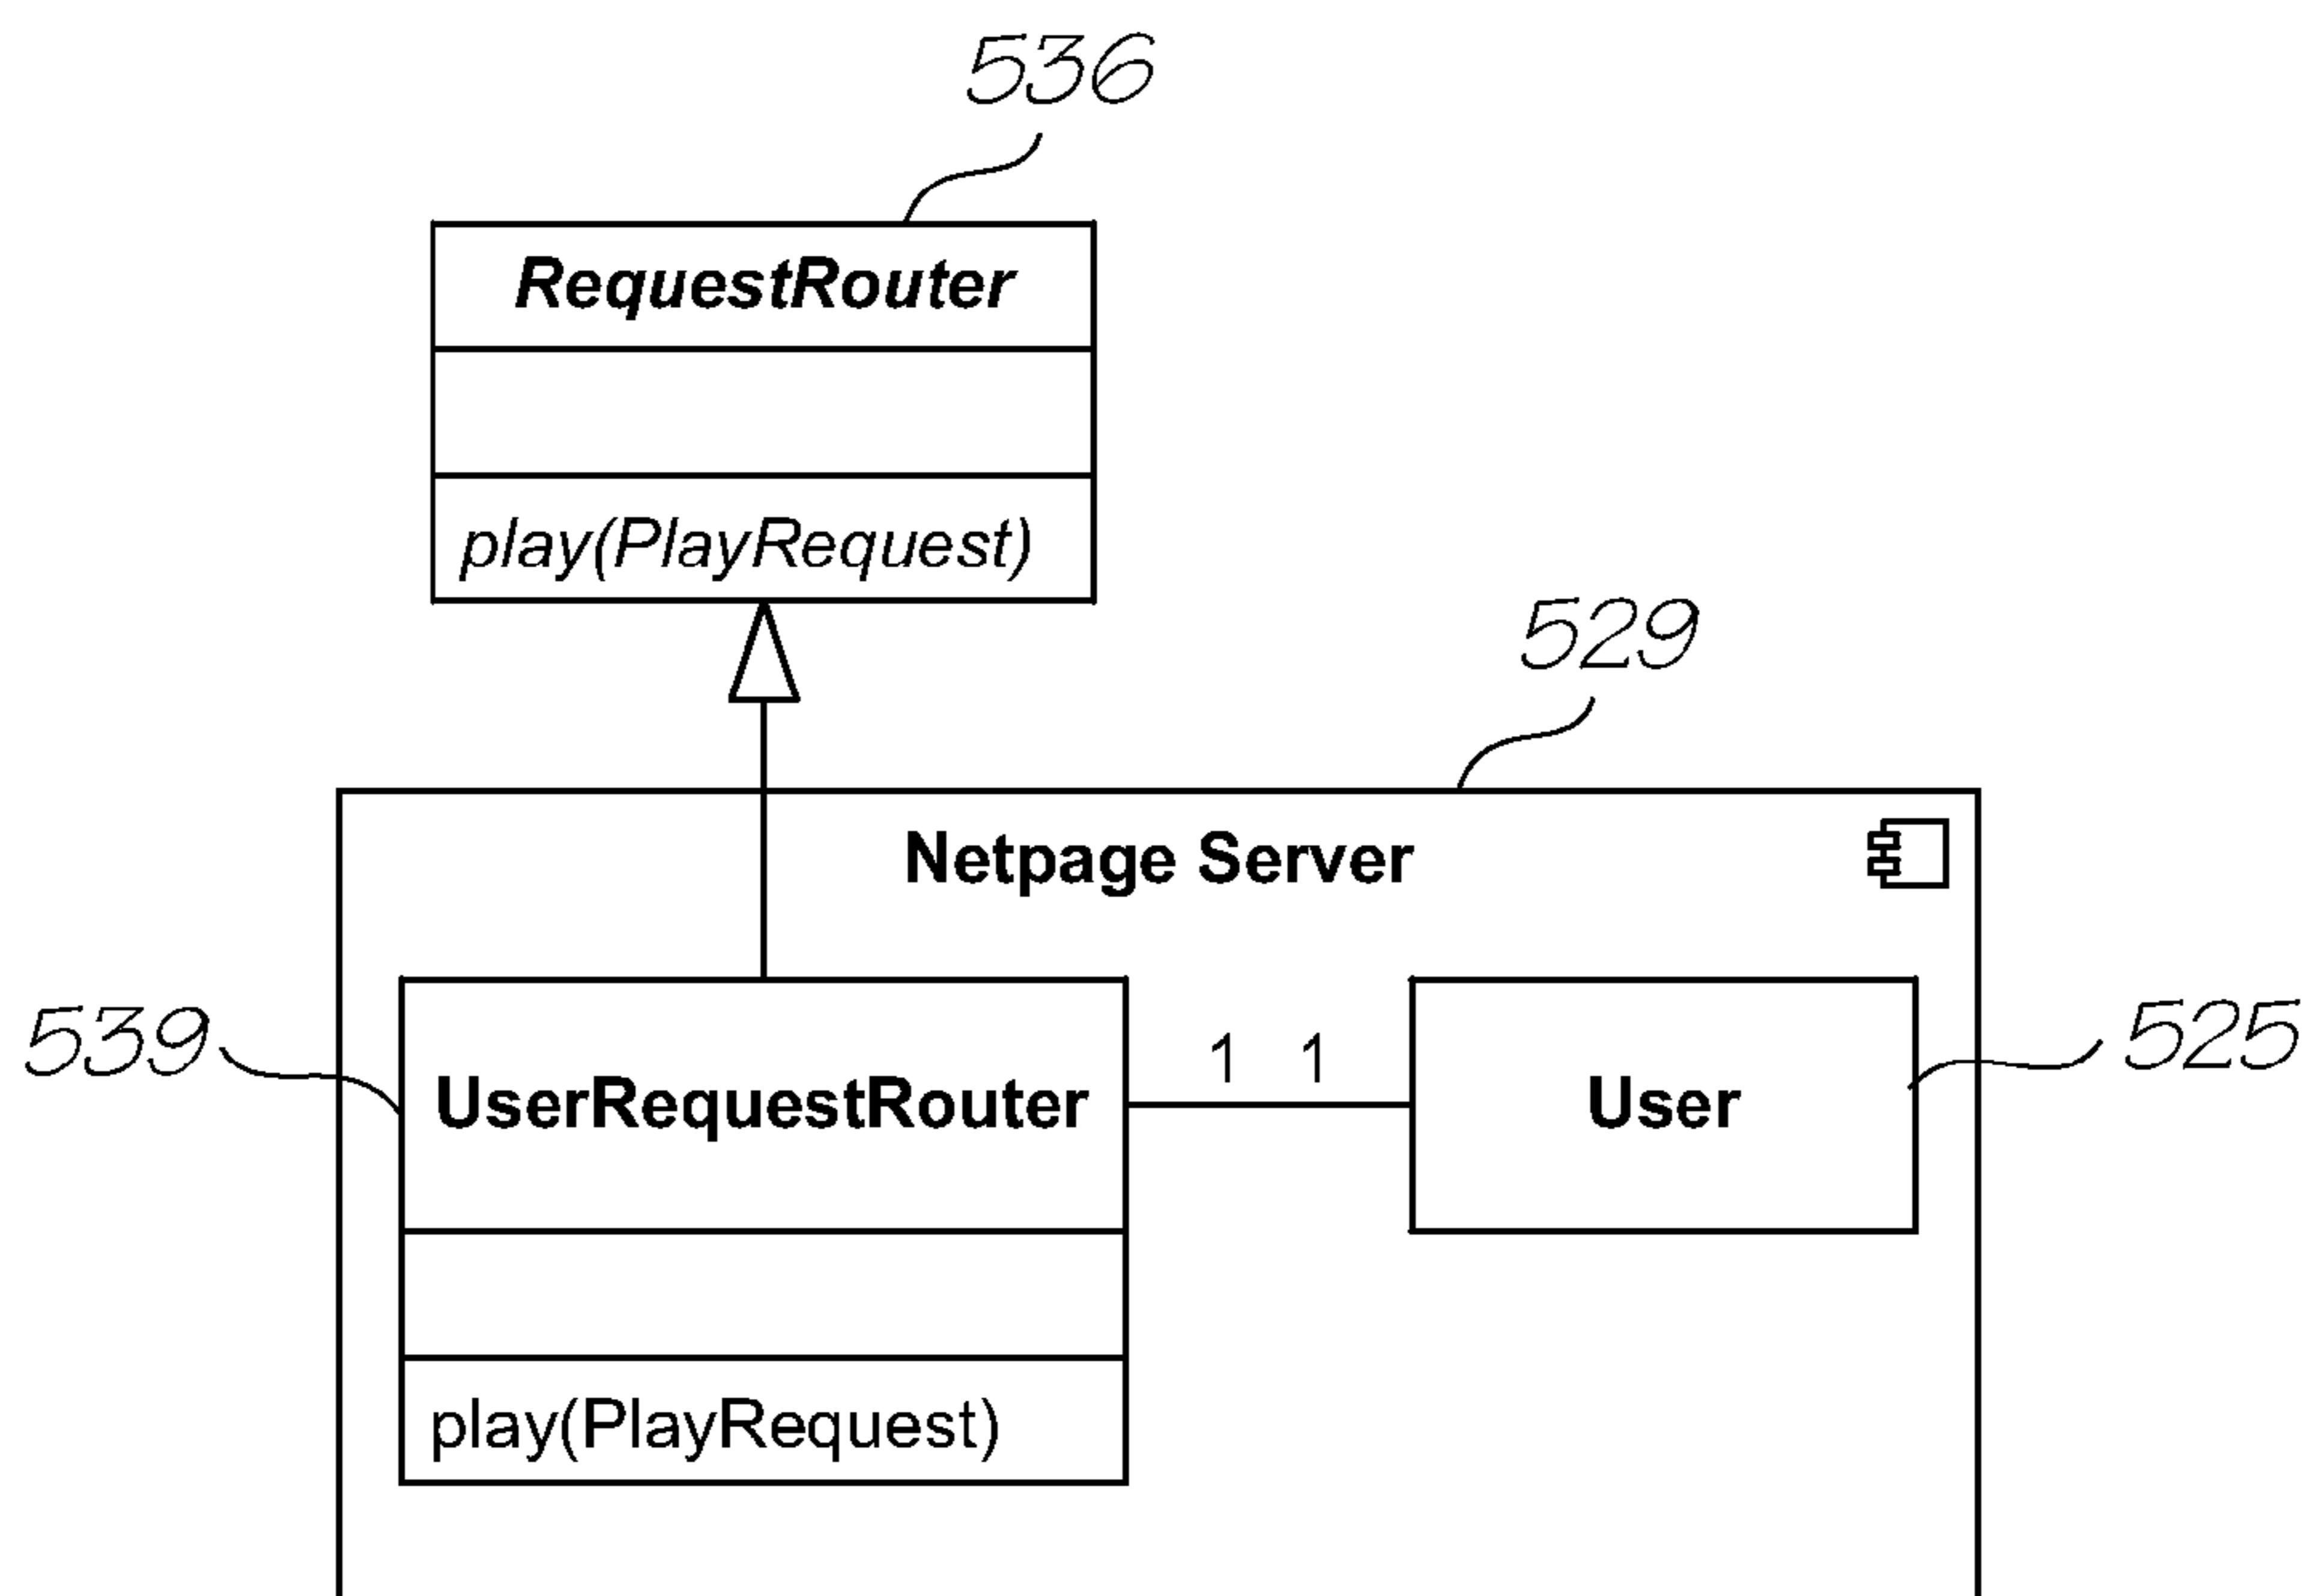 536
RequestRouter
play(PlayRequest)
529
Netpage Server
539
UserRequestRouter
1 1
User
525
play(PlayRequest)